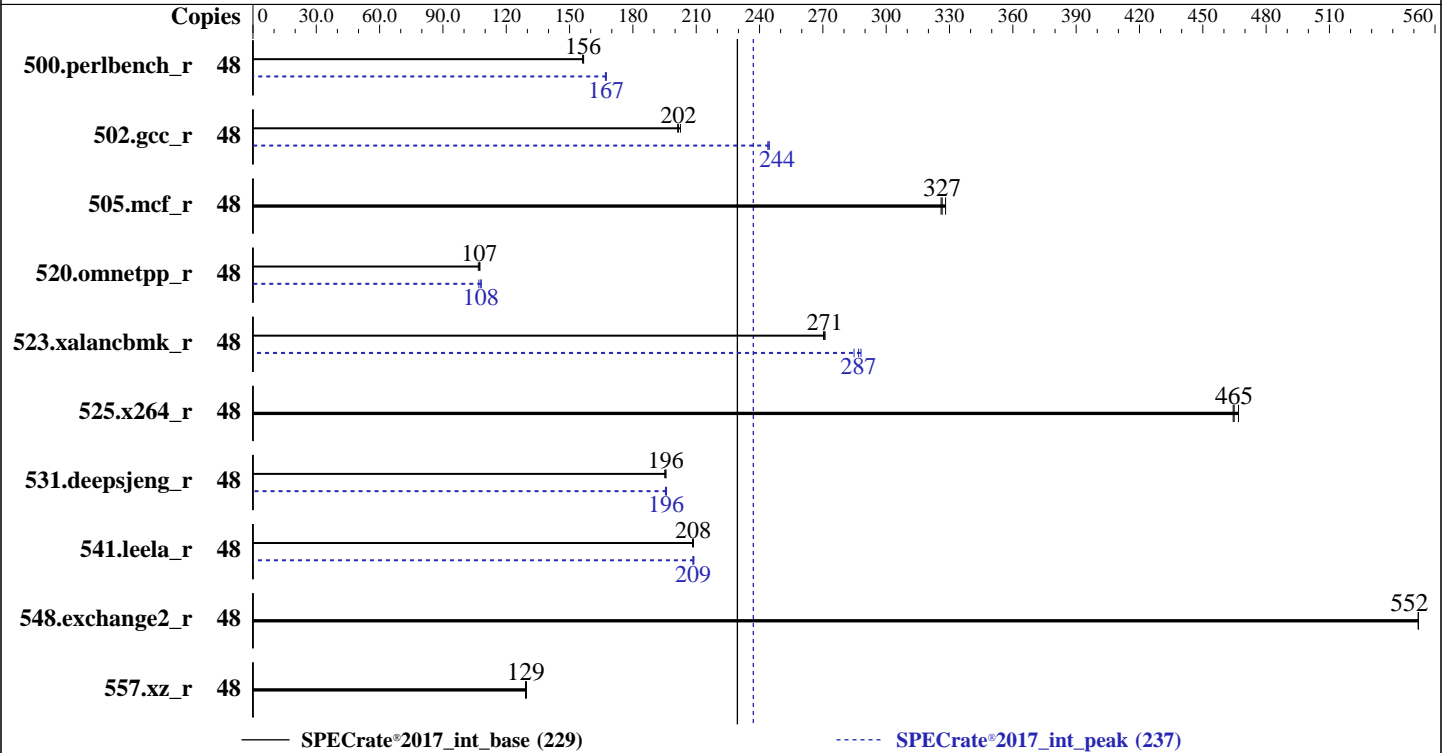 Copies 0 30.0 60.0 90.0 120 150 180 210 240 270 300 330 360 390 420 450 480 510 560
156
500.perlbench_r 48
167
202
502.gcc_r 48
244
327
505.mcf_r 48
107
520.omnetpp_r 48
108
271
523.xalancbmk_r 48
287
465
525.x264_r 48
196
531.deepsjeng_r 48
196
208
541.leela_r 48
209
552
548.exchange2_r 48
129
557.xz_r 48
SPECrate®2017_int_base (229) SPECrate®2017_int_peak (237)